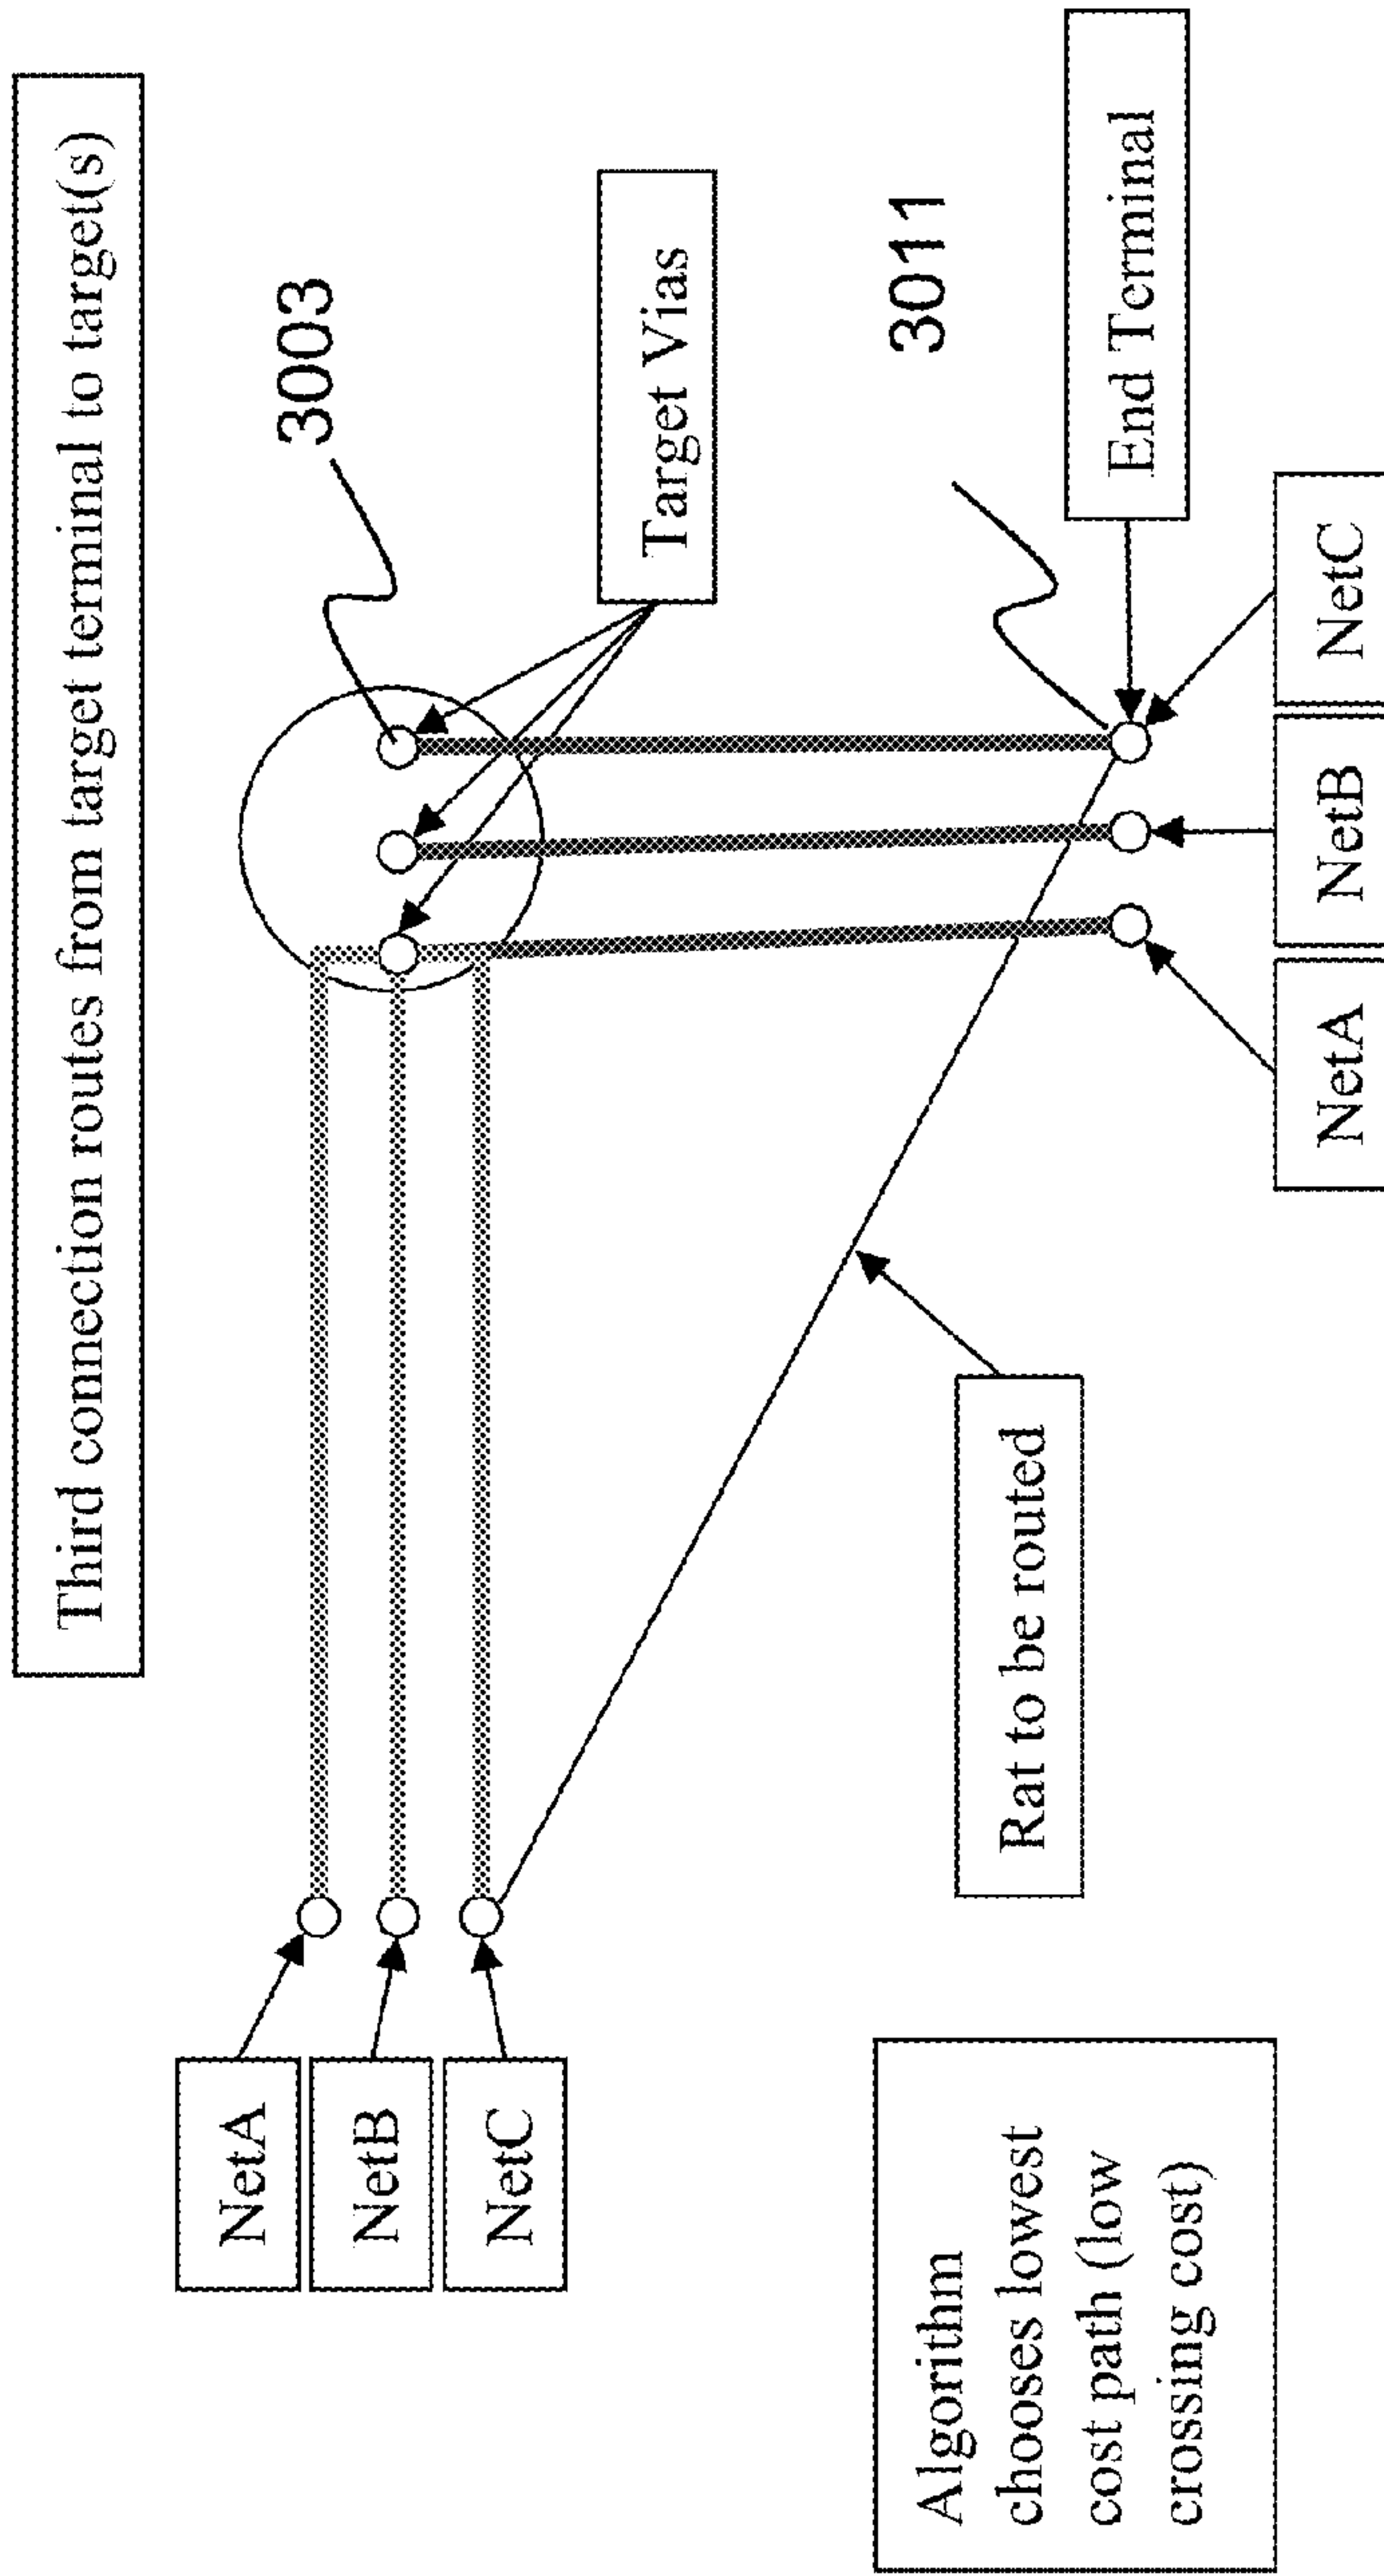 Third connection routes from target terminal to target(s)
3003
Target Vias
3011
End Terminal
NetA
NetB
NetC
Rat to be routed
NetA
NetB
NetC
Algorithm
chooses lowest
cost path (low
crossing cost)